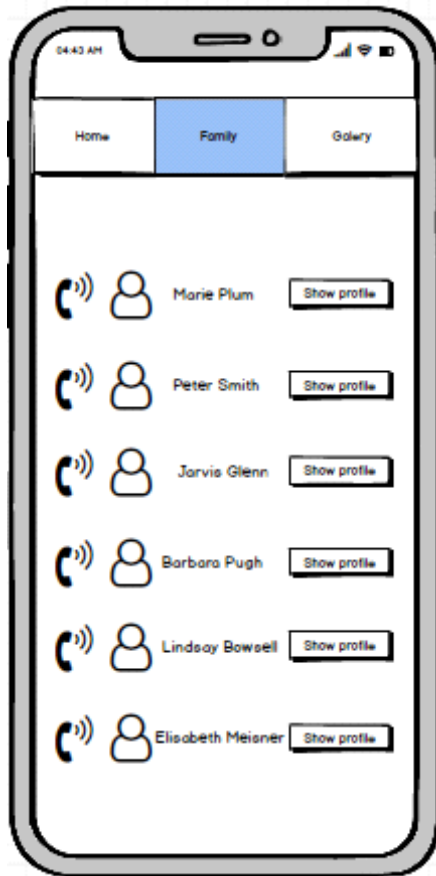 04:43 AM
Home Family Galery
Marie Plum Show profile
Peter Smith Show profile
Jarvis Glenn Show profile
Barbara Pugh Show profile
Lindsay Bowsell Show profile
Elisabeth Meisner Show profile